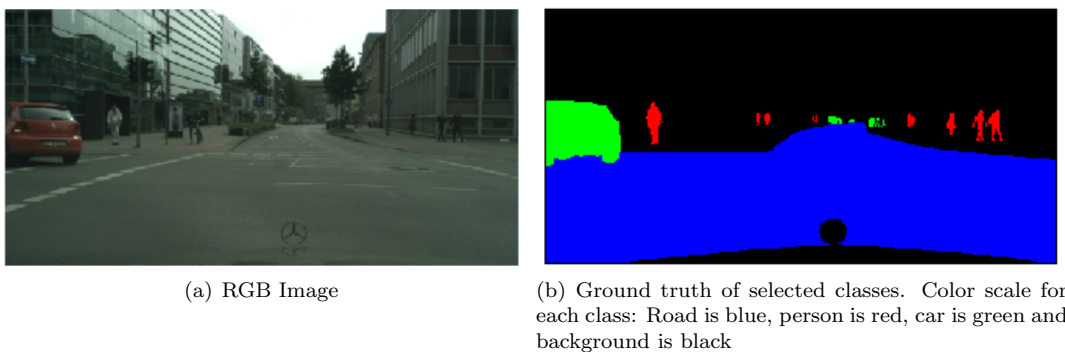 (a) RGB Image
(b) Ground truth of selected classes. Color scale for
each class: Road is blue, person is red, car is green and
background is black